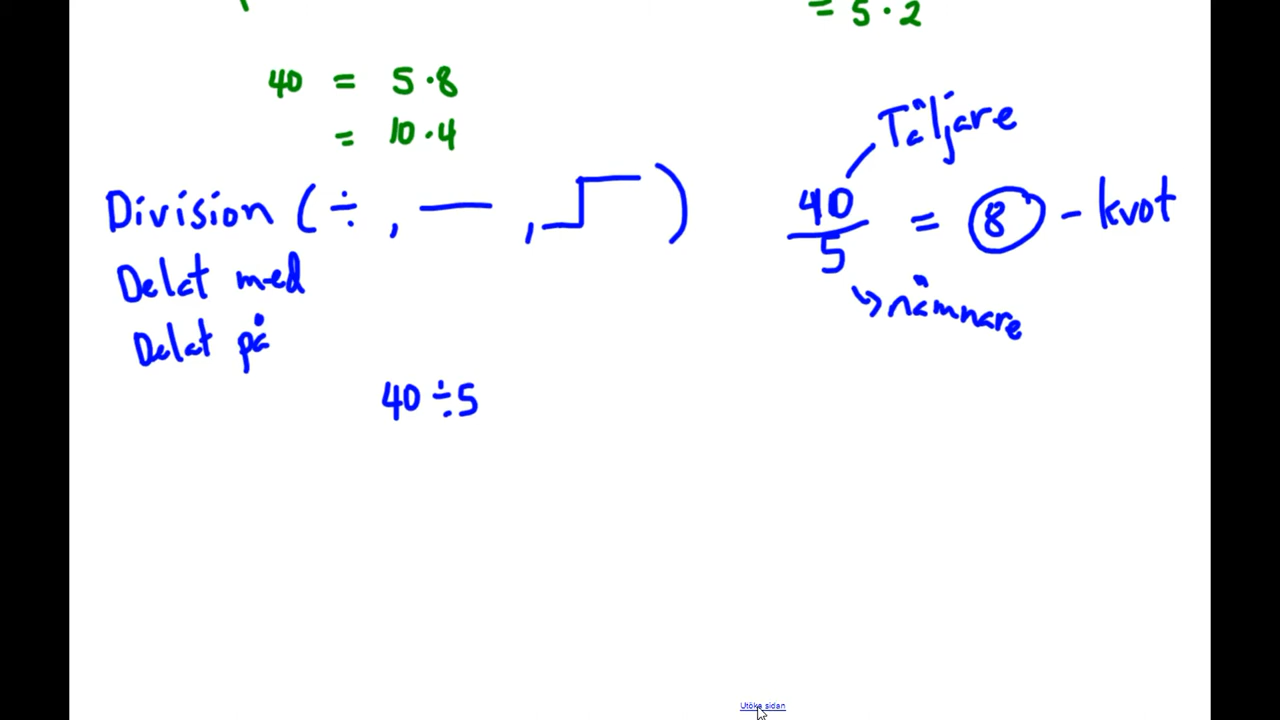 = 5·2
40 = 5·8
= 10·4
Täljare
Division (÷, —, )
40/5 = 8 - kvot
Delat med
nämnare
Delat på
40÷5
Utöka sidan